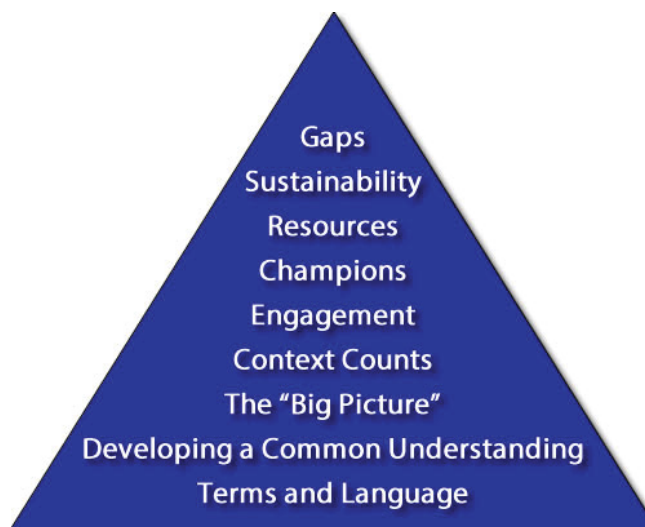 Gaps
Sustainability
Resources
Champions
Engagement
Context Counts
The “Big Picture”
Developing a Common Understanding
Terms and Language